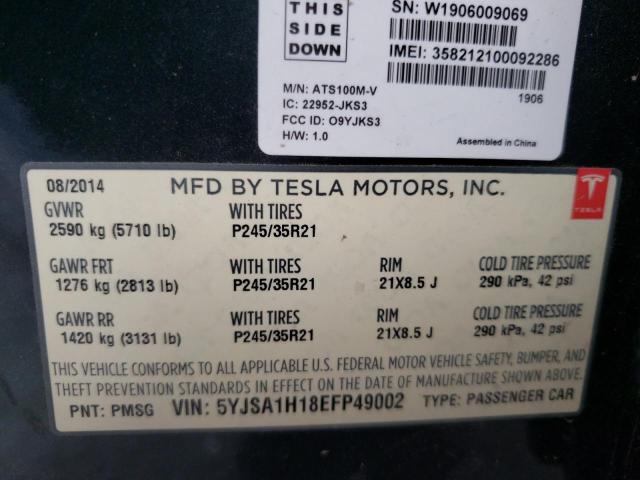 THIS
SIDE
DOWN
SN: W1906009069
IMEI: 358212100092286
M/N: ATS100M-V
IC: 22952-JKS3
FCC ID: O9YJKS3
H/W: 1.0
1906
Assembled in China
08/2014 MFD BY TESLA MOTORS, INC.
TESLA
GVWR WITH TIRES
2590 kg (5710 lb) P245/35R21
GAWR FRT WITH TIRES RIM COLD TIRE PRESSURE
1276 kg (2813 lb) P245/35R21 21X8.5 J 290 kPa, 42 psi
GAWR RR WITH TIRES RIM COLD TIRE PRESSURE
1420 kg (3131 lb) P245/35R21 21X8.5 J 290 kPa, 42 psi
THIS VEHICLE CONFORMS TO ALL APPLICABLE U.S. FEDERAL MOTOR VEHICLE SAFETY, BUMPER, AND
THEFT PREVENTION STANDARDS IN EFFECT ON THE DATE OF MANUFACTURE SHOWN ABOVE.
PNT: PMSG VIN: 5YJSA1H18EFP49002 TYPE: PASSENGER CAR